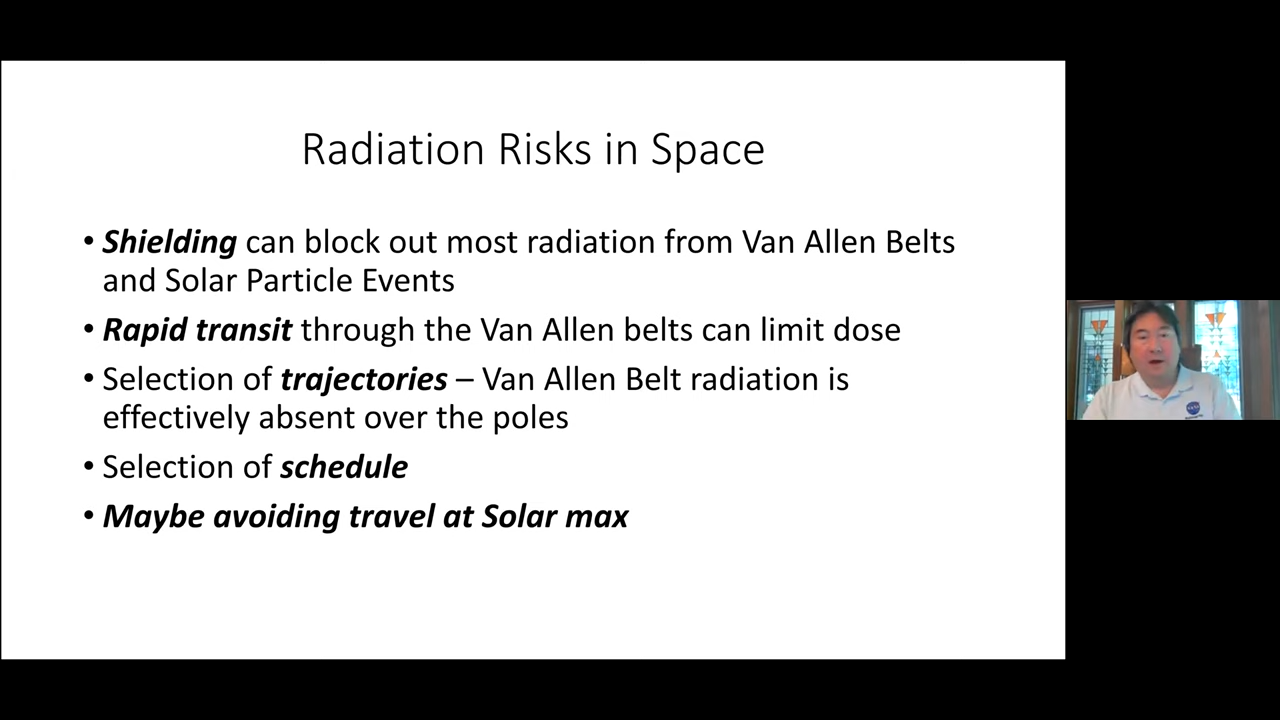 Radiation Risks in Space
• Shielding can block out most radiation from Van Allen Belts
and Solar Particle Events
• Rapid transit through the Van Allen belts can limit dose
• Selection of trajectories – Van Allen Belt radiation is
effectively absent over the poles
• Selection of schedule
• Maybe avoiding travel at Solar max
NASA